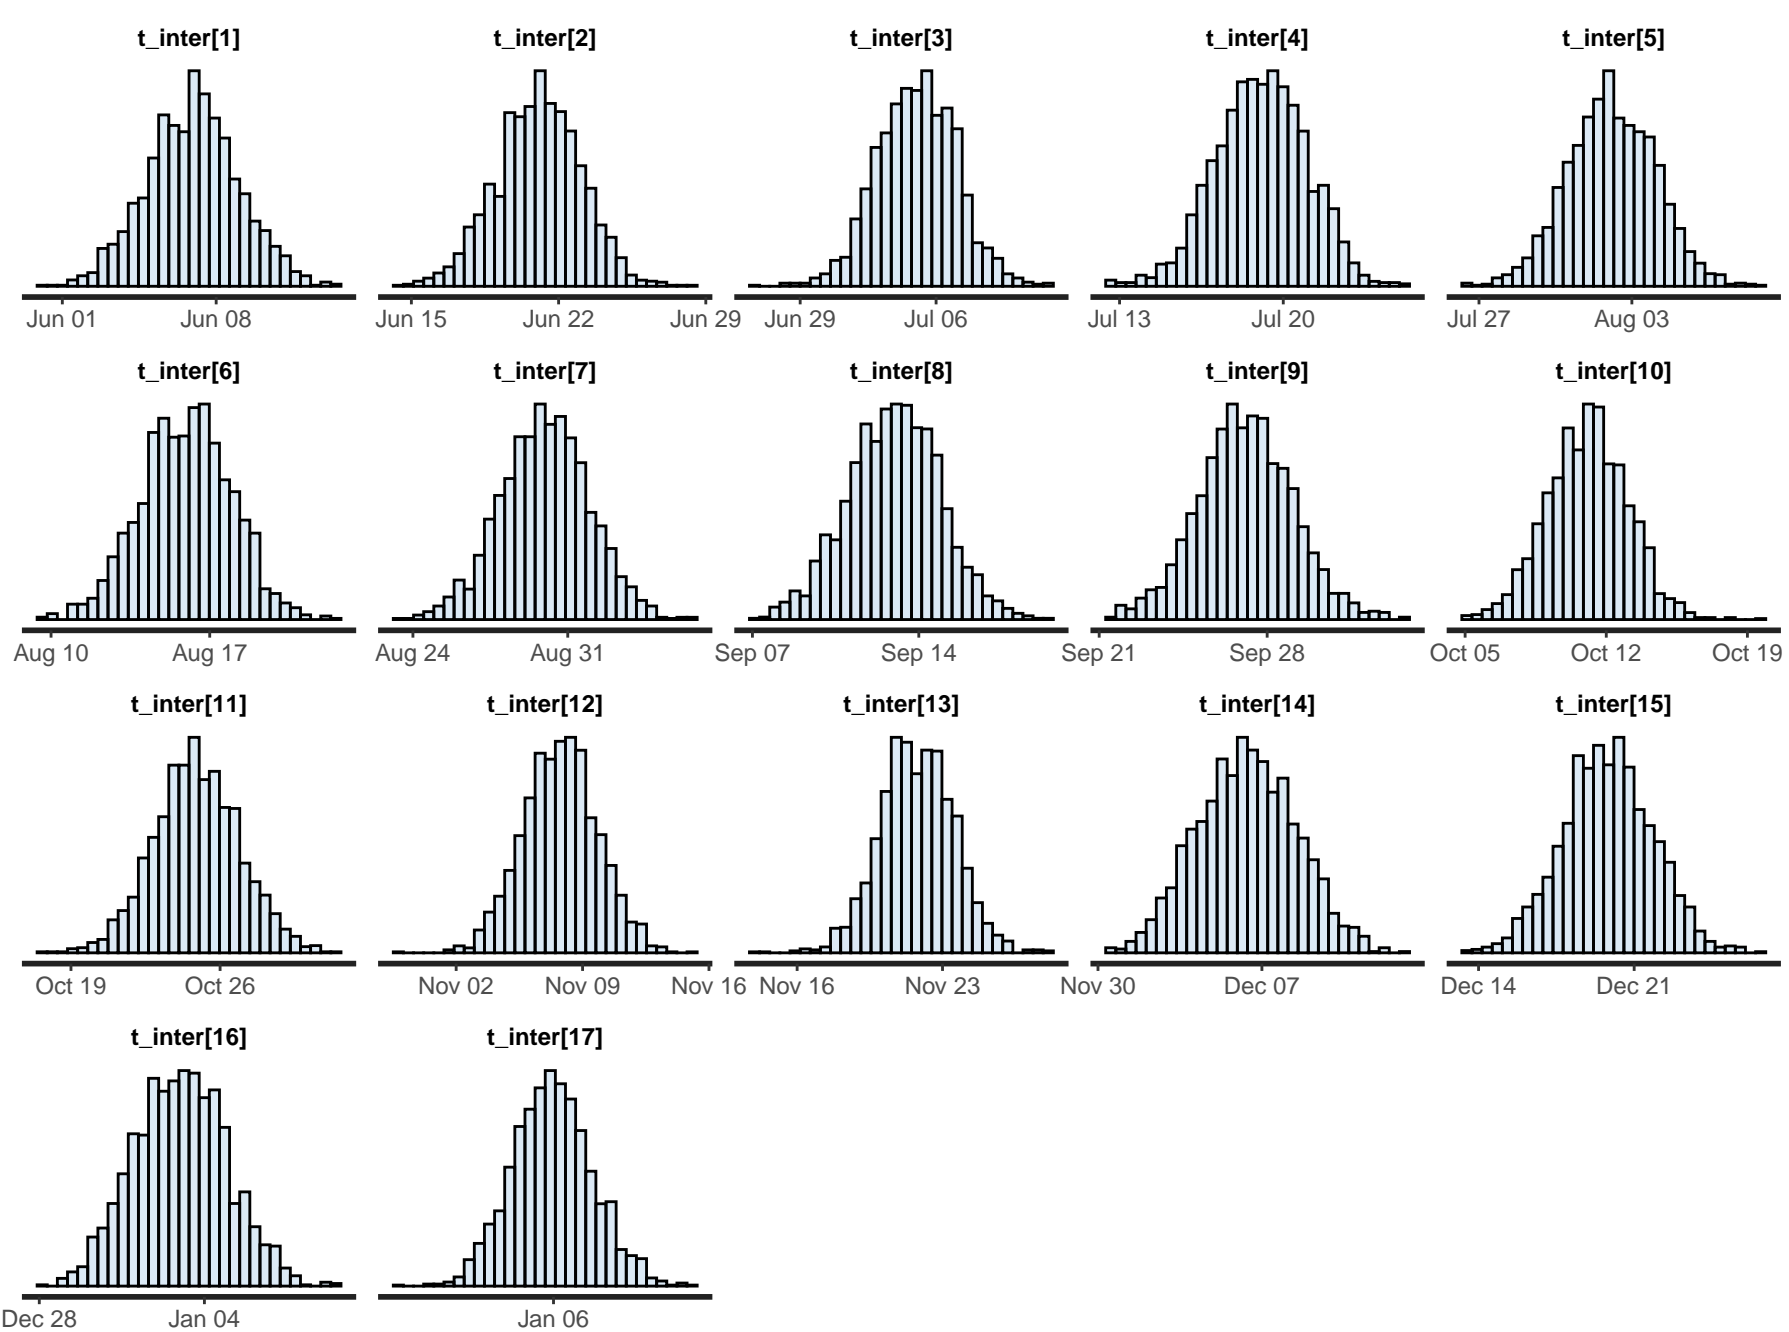 t_inter[1] t_inter[2] t_inter[3] t_inter[4] t_inter[5]
Jun 01 Jun 08 Jun 15 Jun 22 Jun 29 Jun 29 Jul 06 Jul 13 Jul 20 Jul 27 Aug 03
t_inter[6] t_inter[7] t_inter[8] t_inter[9] t_inter[10]
Aug 10 Aug 17 Aug 24 Aug 31 Sep 07 Sep 14 Sep 21 Sep 28 Oct 05 Oct 12 Oct 19
t_inter[11] t_inter[12] t_inter[13] t_inter[14] t_inter[15]
Oct 19 Oct 26 Nov 02 Nov 09 Nov 16 Nov 16 Nov 23 Nov 30 Dec 07 Dec 14 Dec 21
t_inter[16] t_inter[17]
Dec 28 Jan 04 Jan 06